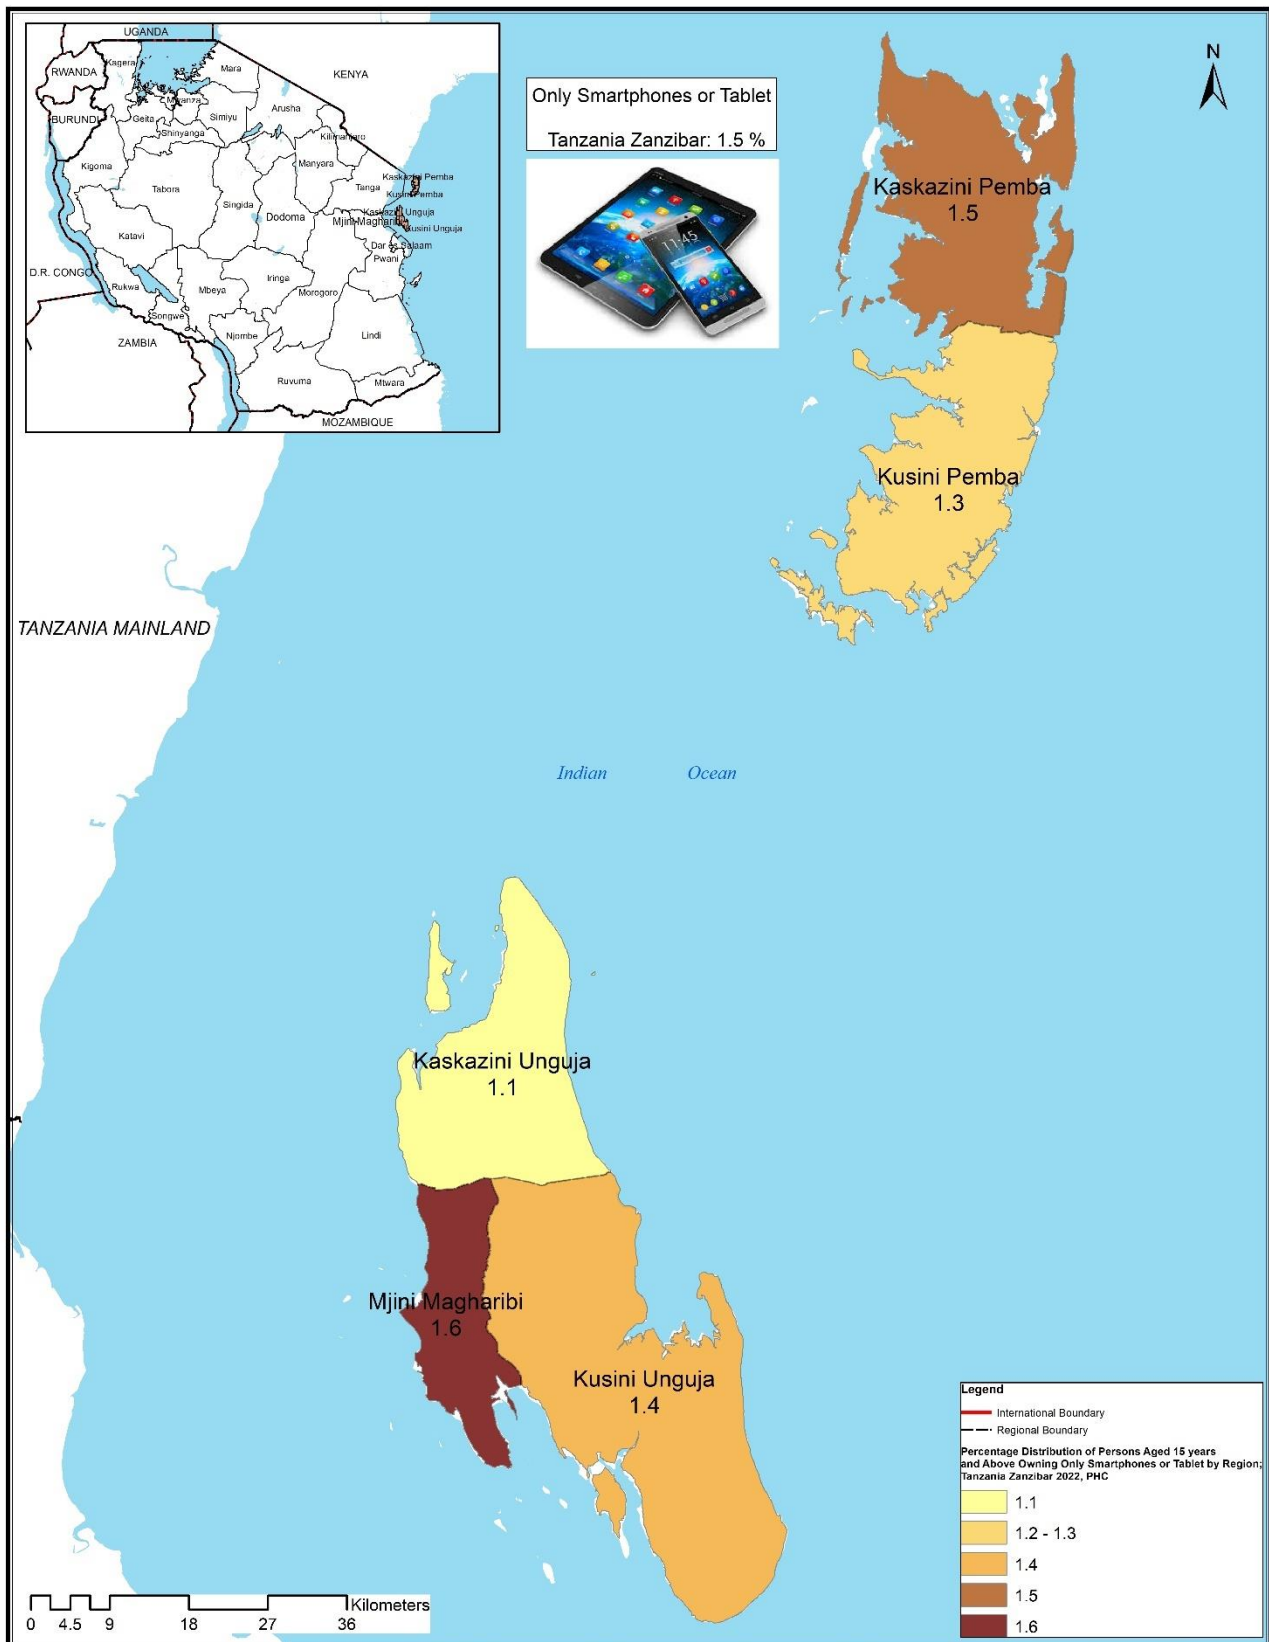 UGANDA
RWANDA
BURUNDI
KENYA
D.R. CONGO
ZAMBIA
MOZAMBIQUE
Kagera
Mara
Mwanza
Geita
Simiyu
Arusha
Shinyanga
Kilimanjaro
Kigoma
Manyara
Kaskazini Pemba
Tabora
Tanga
Kusini Pemba
Singida
Dodoma
Kaskazini Unguja
Mjini-Magharibi
Kusini Unguja
Katavi
Dar es Salaam
Pwani
Iringa
Rukwa
Mbeya
Morogoro
Songwe
Njombe
Lindi
Ruvuma
Mtwara
Only Smartphones or Tablet
Tanzania Zanzibar: 1.5 %
11:45
N
Kaskazini Pemba
1.5
Kusini Pemba
1.3
TANZANIA MAINLAND
Indian Ocean
Kaskazini Unguja
1.1
Mjini Magharibi
1.6
Kusini Unguja
1.4
Legend
International Boundary
Regional Boundary
Percentage Distribution of Persons Aged 15 years
and Above Owning Only Smartphones or Tablet by Region;
Tanzania Zanzibar 2022, PHC
1.1
1.2 - 1.3
1.4
1.5
1.6
Kilometers
0 4.5 9 18 27 36